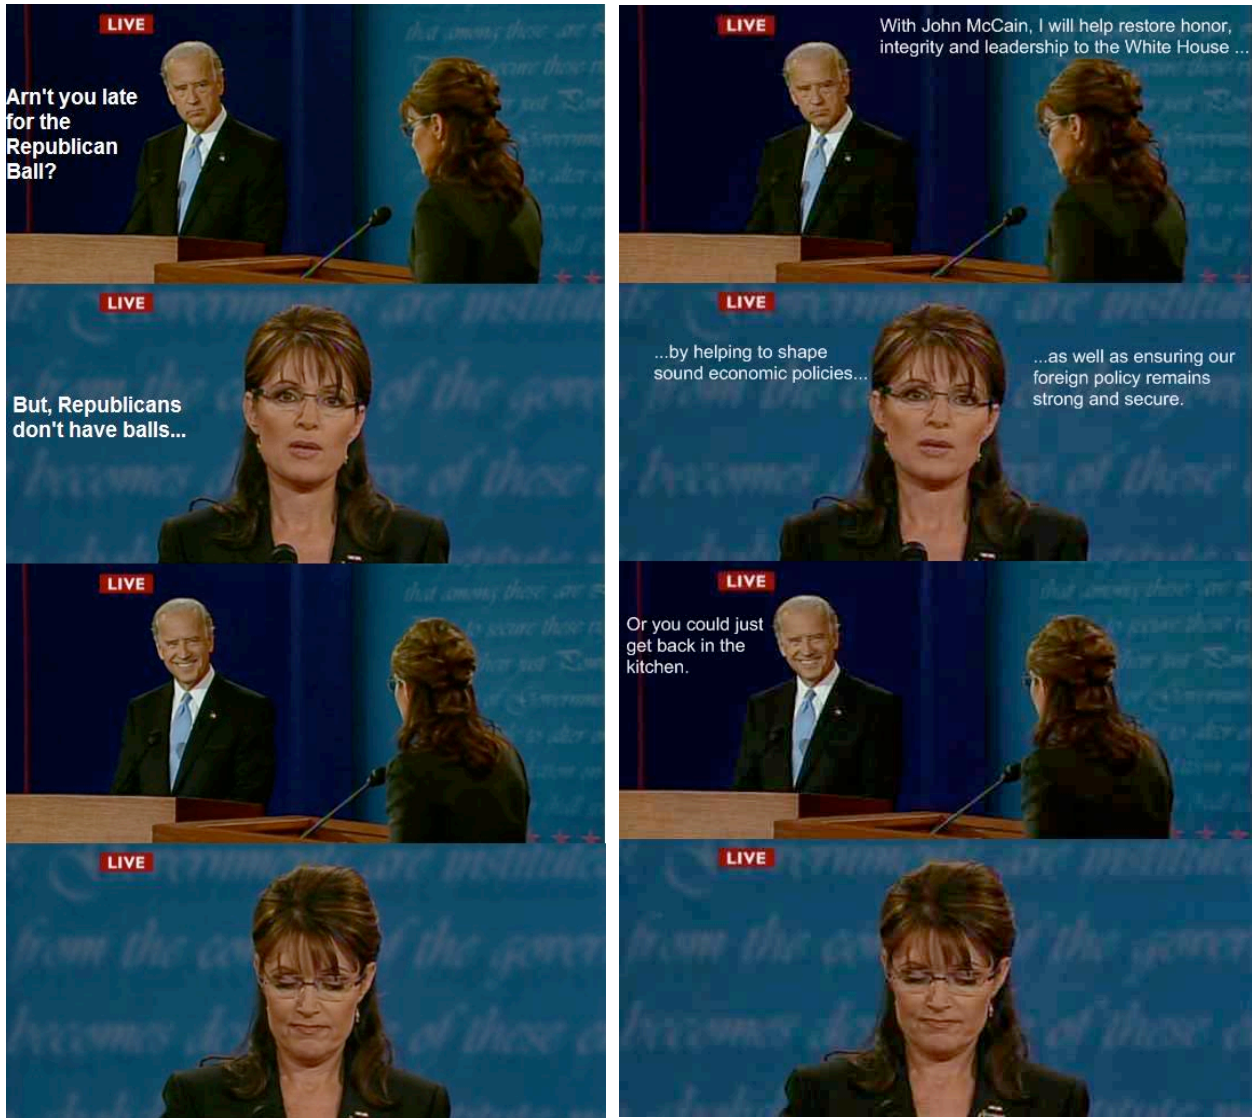 LIVE
Arn't you late
for the
Republican
Ball?
LIVE
But, Republicans
don't have balls...
LIVE
LIVE
LIVE
With John McCain, I will help restore honor,
integrity and leadership to the White House ...
LIVE
...by helping to shape
sound economic policies...
...as well as ensuring our
foreign policy remains
strong and secure.
LIVE
Or you could just
get back in the
kitchen.
LIVE